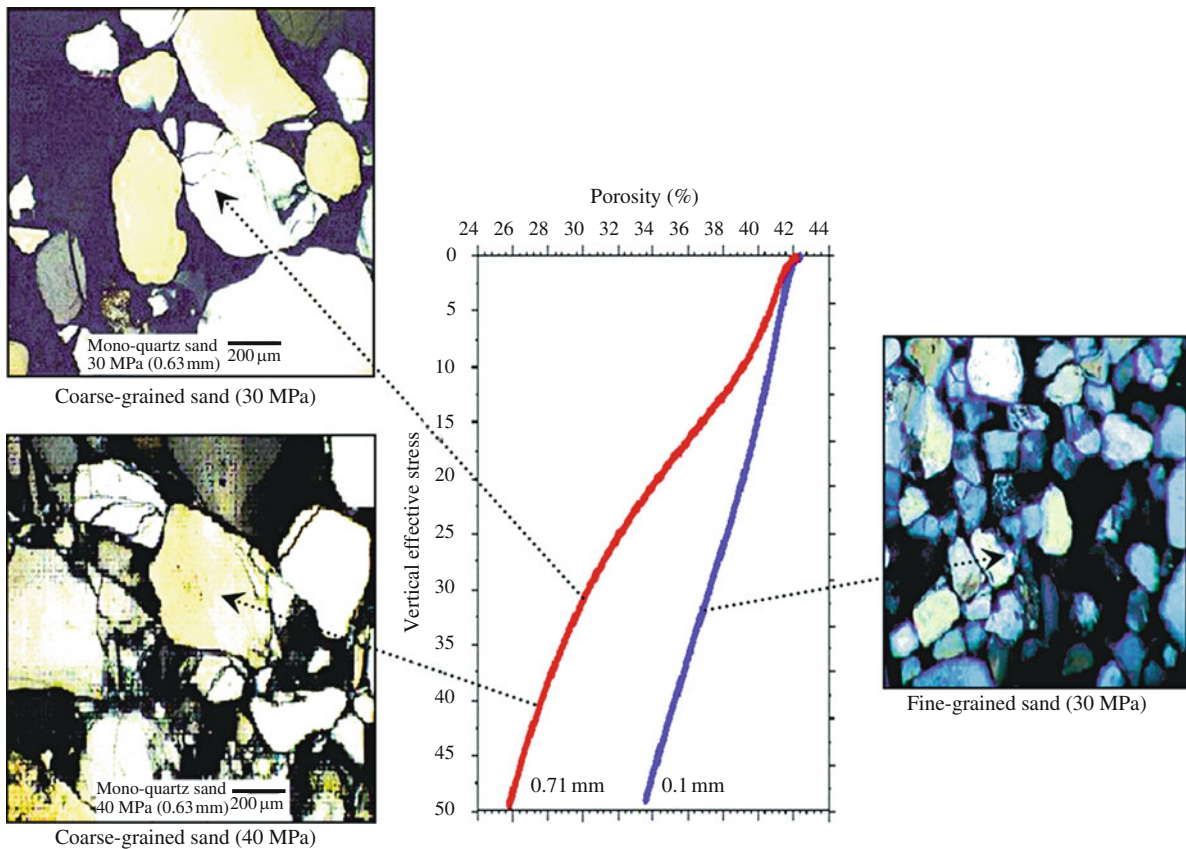 Mono-quartz sand
30 MPa (0.63 mm)
200 µm
Coarse-grained sand (30 MPa)
Mono-quartz sand
40 MPa (0.63 mm)
200 µm
Coarse-grained sand (40 MPa)
Porosity (%)
24 26 28 30 32 34 36 38 40 42 44
Vertical effective stress
0
5
10
15
20
25
30
35
40
45
50
0.71 mm
0.1 mm
Fine-grained sand (30 MPa)